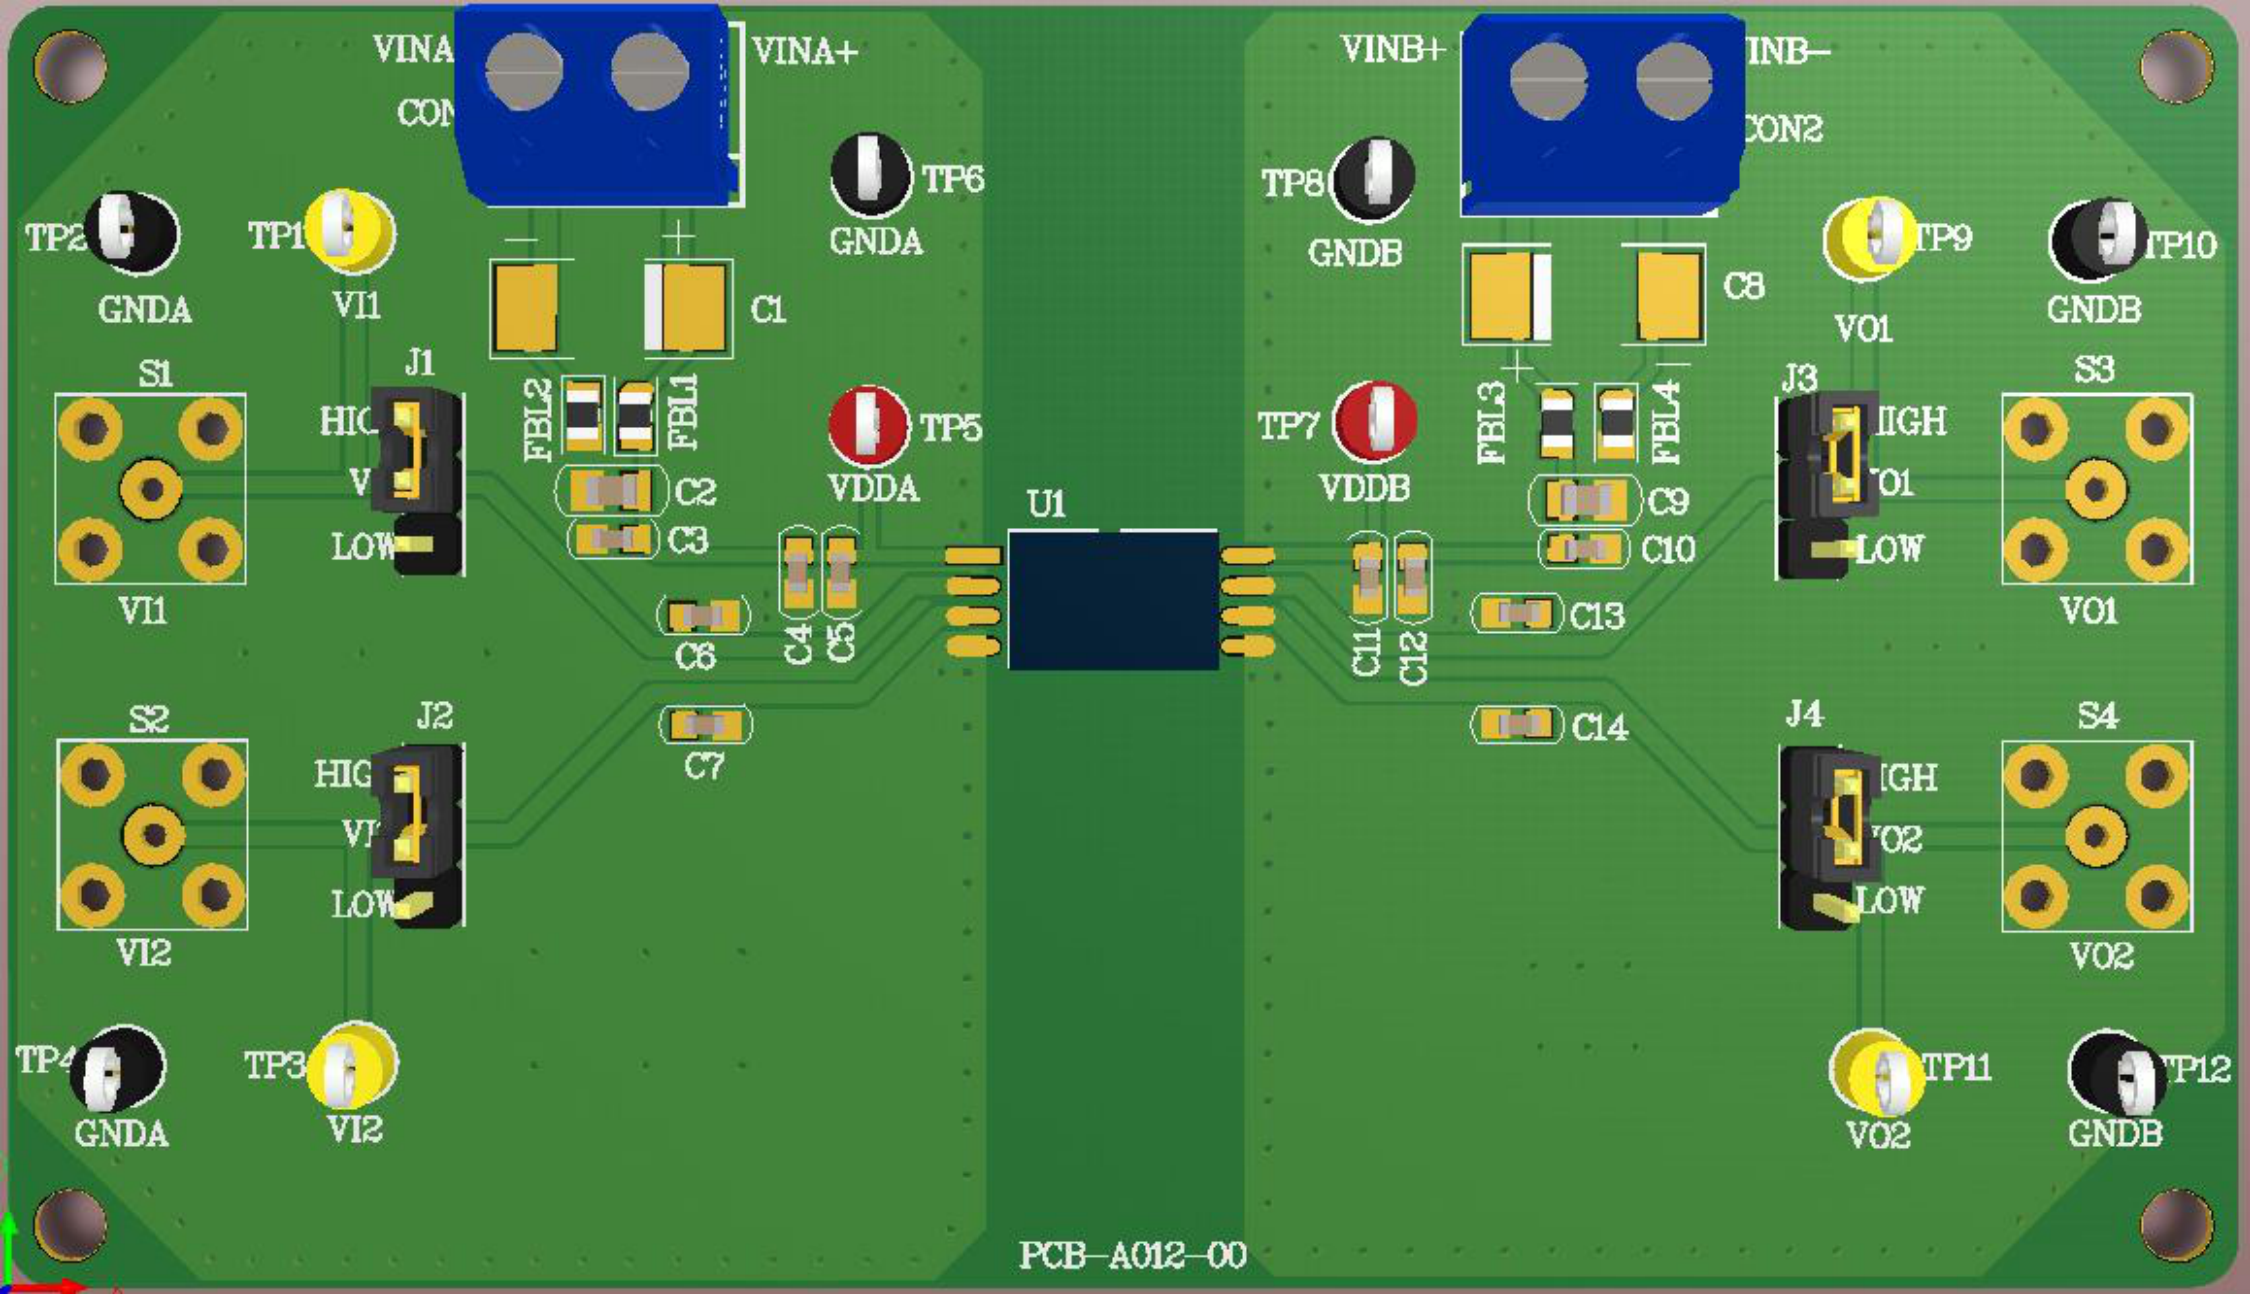 VINA
VINA+
VINB+
INB-
CON
CON2
TP6
TP8
TP2
TP1
TP9
TP10
GNDA
GNDB
GNDA
VI1
C1
C8
VO1
GNDB
S1
J1
FBL2
FBL1
TP5
TP7
FBL3
FBL4
J3
S3
HIG
HIGH
V
C2
VDDA
VDDB
C9
O1
U1
LOW
C3
C10
LOW
VI1
C6
C4
C5
C11
C12
C13
VO1
S2
J2
C7
C14
J4
S4
HIG
IGH
VI
VO2
LOW
LOW
VI2
VO2
TP4
TP3
TP11
TP12
GNDA
VI2
VO2
GNDB
PCB-A012-00